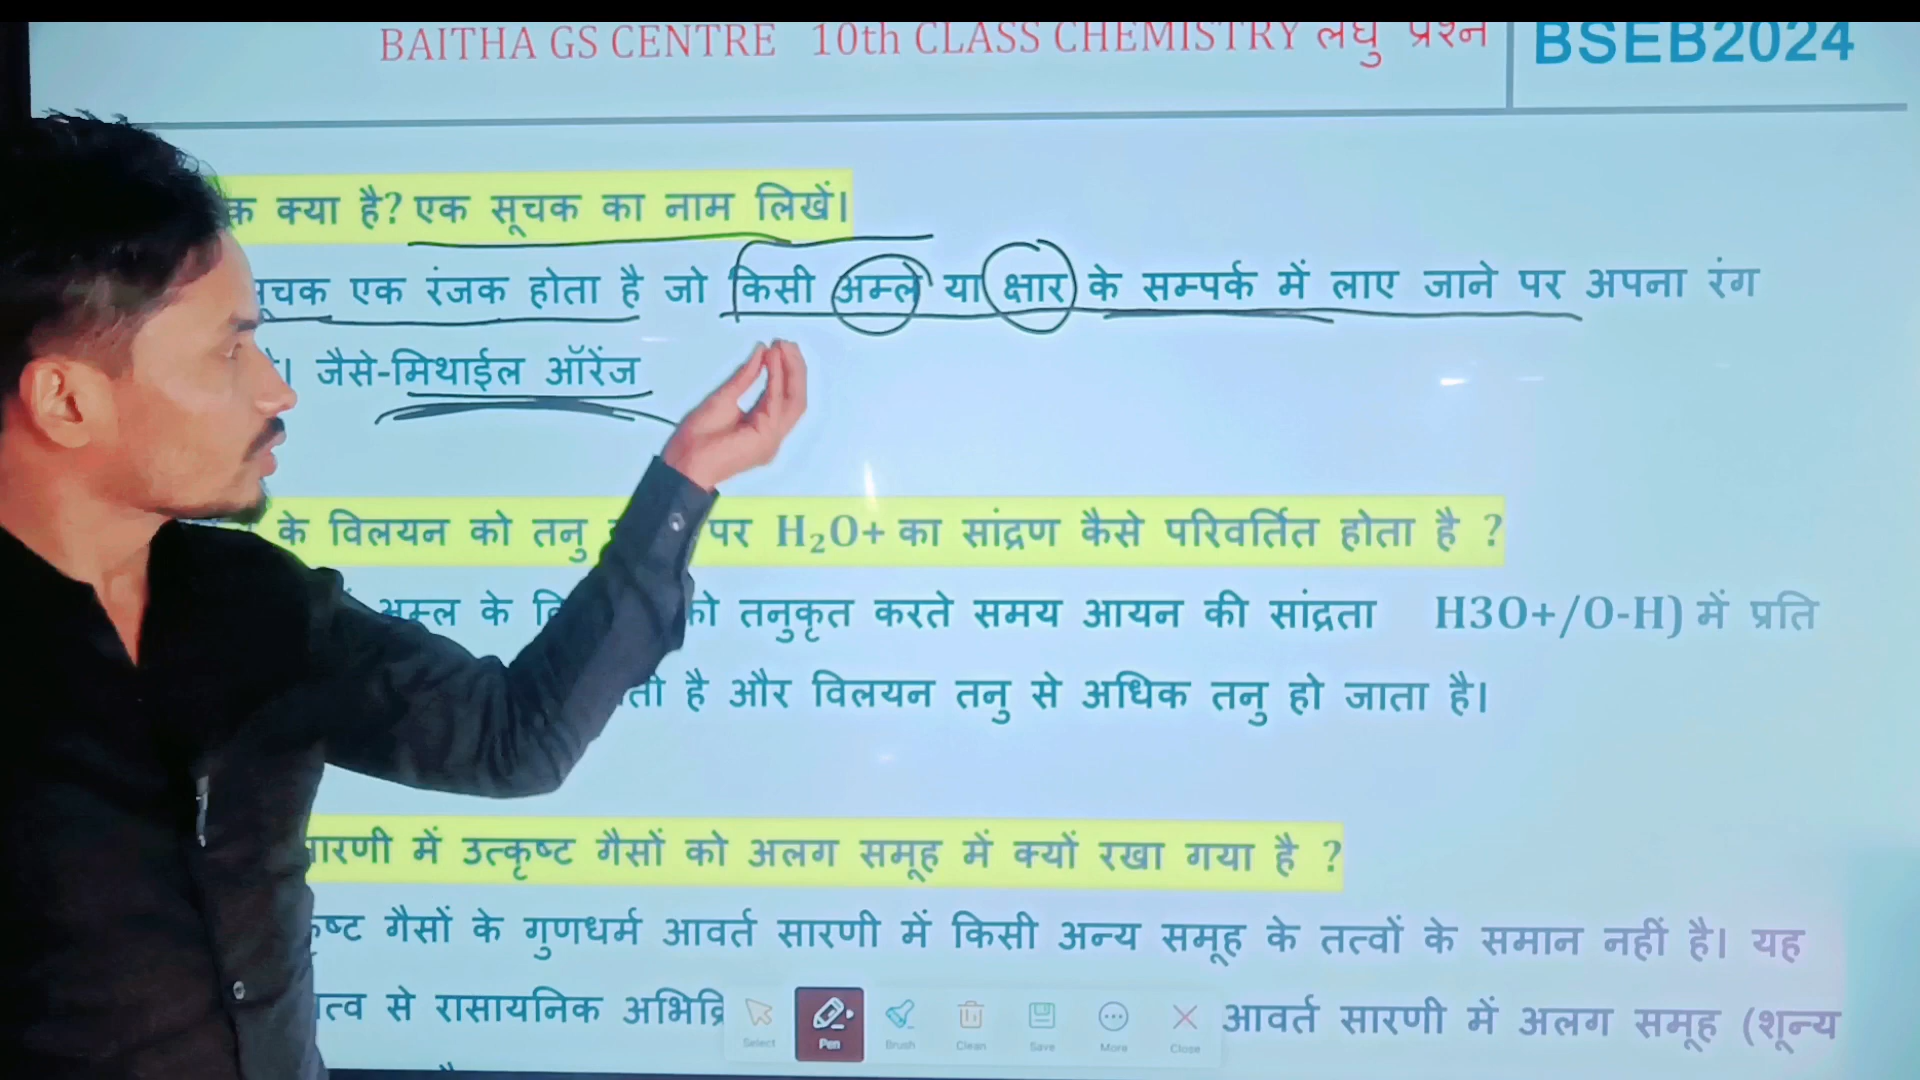 BAITHA GS CENTRE 10th CLASS CHEMISTRY लघु प्रश्न
BSEB2024
क्या है? एक सूचक का नाम लिखें।
एक रंजक होता है जो किसी अम्ल या क्षार के सम्पर्क में लाए जाने पर अपना रंग
जैसे-मिथाईल ऑरेंज
के विलयन को तनु पर H₂O+ का सांद्रण कैसे परिवर्तित होता है ?
अम्ल के को तनुकृत करते समय आयन की सांद्रता H3O+/O-H) में प्रति
है और विलयन तनु से अधिक तनु हो जाता है।
में उत्कृष्ट गैसों को अलग समूह में क्यों रखा गया है ?
गैसों के गुणधर्म आवर्त सारणी में किसी अन्य समूह के तत्वों के समान नहीं है। यह
से रासायनिक आवर्त सारणी में अलग समूह (शून्य
Select Pen Brush Clean Save More Close